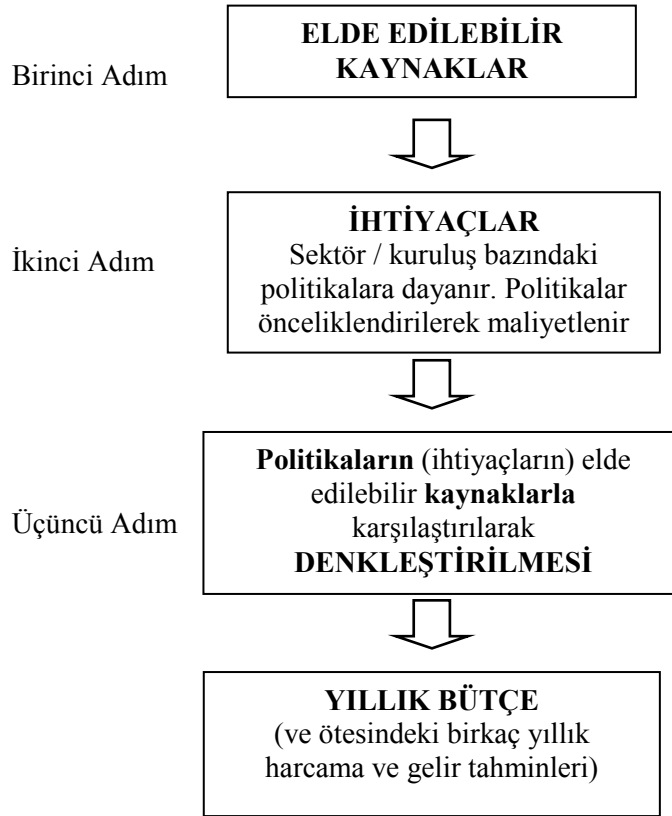 ELDE EDİLEBİLİR
KAYNAKLAR
Birinci Adım
İHTİYAÇLAR
Sektör / kuruluş bazındaki
politikalara dayanır. Politikalar
önceliklendirilerek maliyetlenir
İkinci Adım
Politikaların (ihtiyaçların) elde
edilebilir kaynaklarla
karşılaştırılarak
DENKLEŞTİRİLMESİ
Üçüncü Adım
YILLIK BÜTÇE
(ve ötesindeki birkaç yıllık
harcama ve gelir tahminleri)